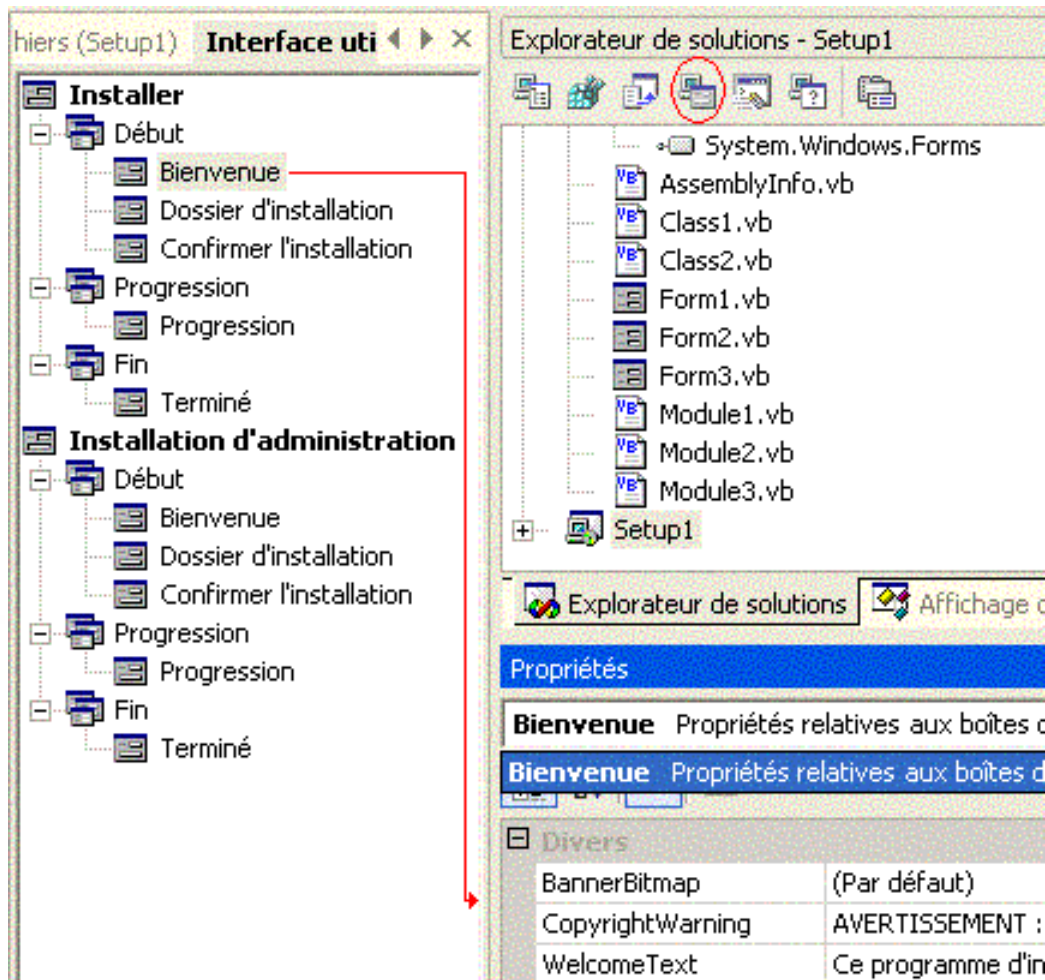 hiers (Setup1) Interface uti
Installer
Début
Bienvenue
Dossier d'installation
Confirmer l'installation
Progression
Progression
Fin
Terminé
Installation d'administration
Début
Bienvenue
Dossier d'installation
Confirmer l'installation
Progression
Progression
Fin
Terminé
Explorateur de solutions - Setup1
System.Windows.Forms
AssemblyInfo.vb
Class1.vb
Class2.vb
Form1.vb
Form2.vb
Form3.vb
Module1.vb
Module2.vb
Module3.vb
Setup1
Explorateur de solutions Affichage d
Propriétés
Bienvenue Propriétés relatives aux boîtes d
Bienvenue Propriétés relatives aux boîtes d
Divers
BannerBitmap (Par défaut)
CopyrightWarning AVERTISSEMENT :
WelcomeText Ce programme d'in